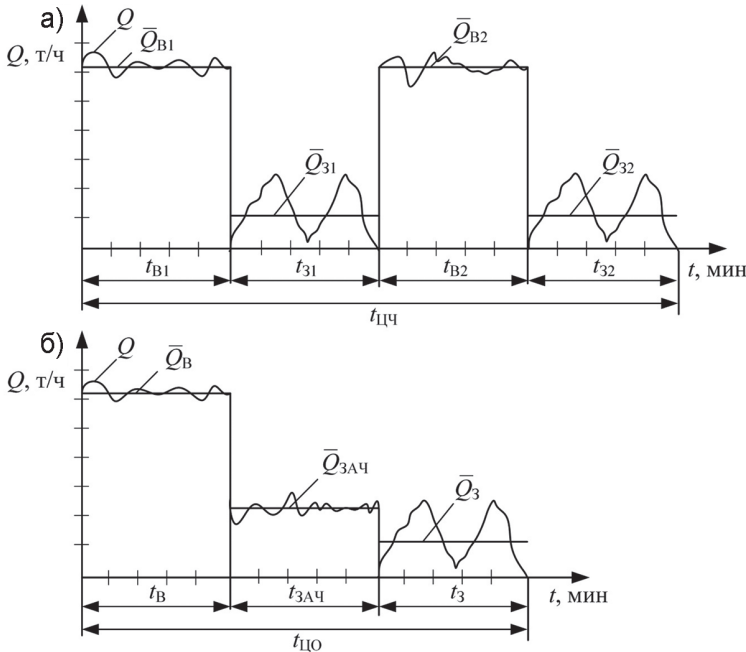 а)
Q
Q̅В1
Q̅В2
Q, т/ч
Q̅З1
Q̅З2
tВ1
tЗ1
tВ2
tЗ2
t, мин
tЦЧ
б)
Q
Q̅В
Q, т/ч
Q̅ЗАЧ
Q̅З
tВ
tЗАЧ
tЗ
t, мин
tЦО